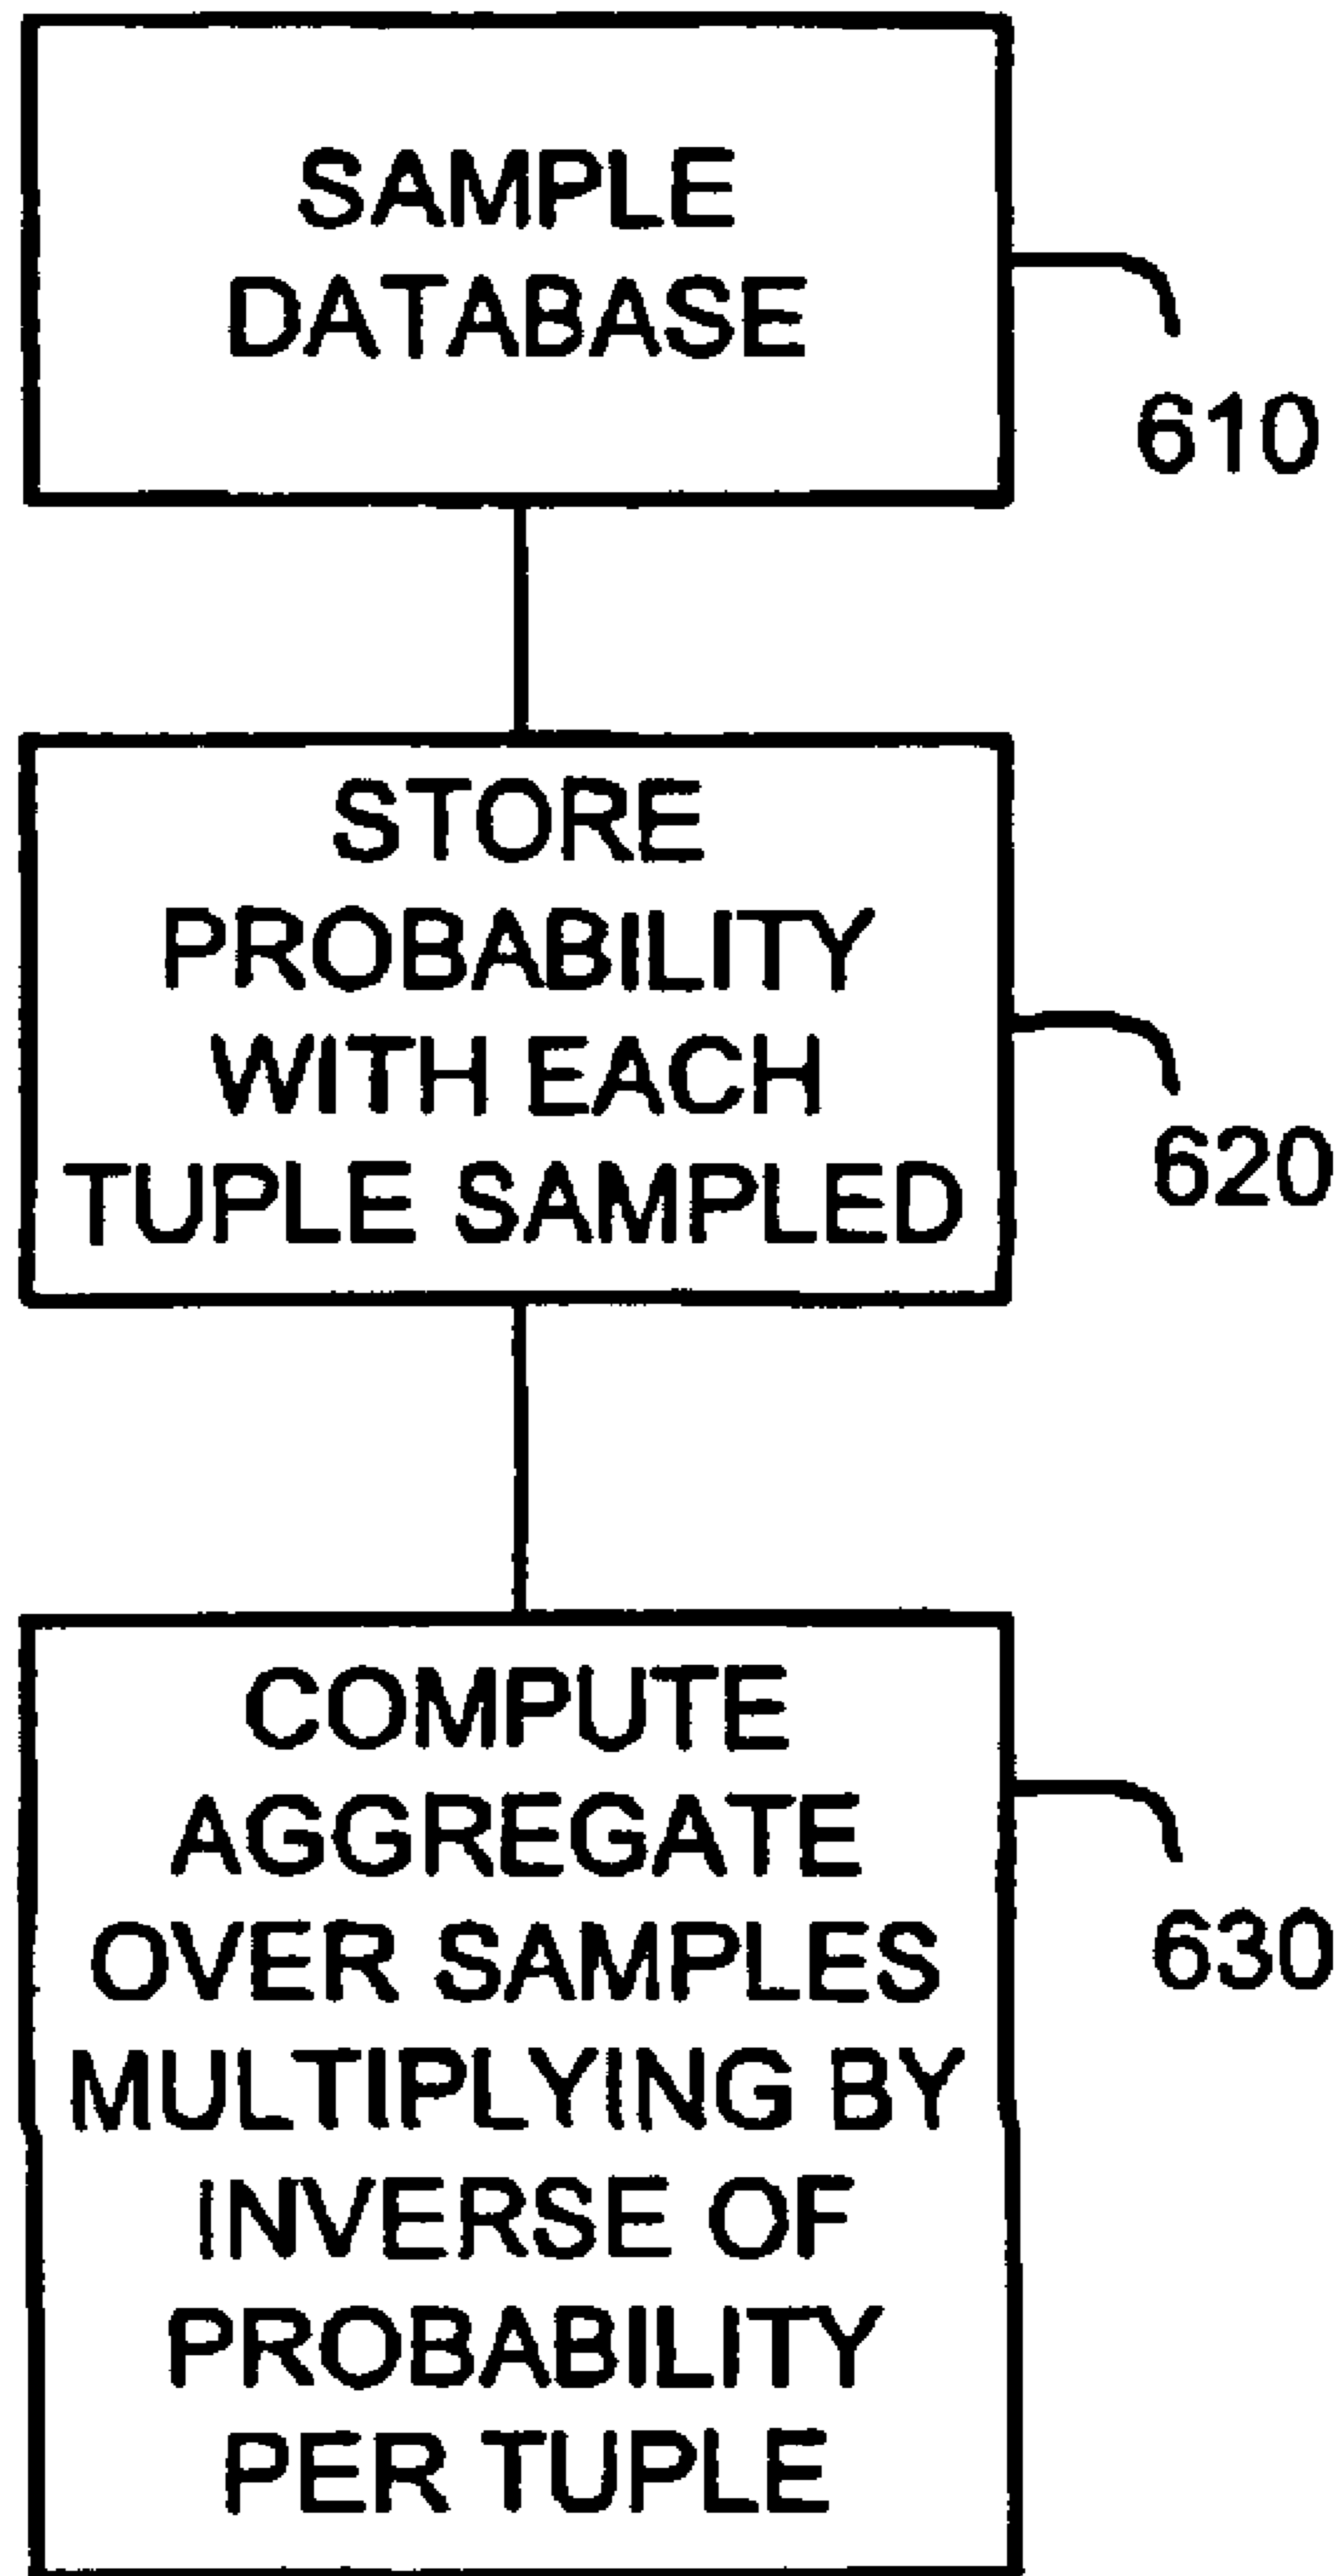 SAMPLE
DATABASE
610
STORE
PROBABILITY
WITH EACH
TUPLE SAMPLED
620
COMPUTE
AGGREGATE
OVER SAMPLES
MULTIPLYING BY
INVERSE OF
PROBABILITY
PER TUPLE
630